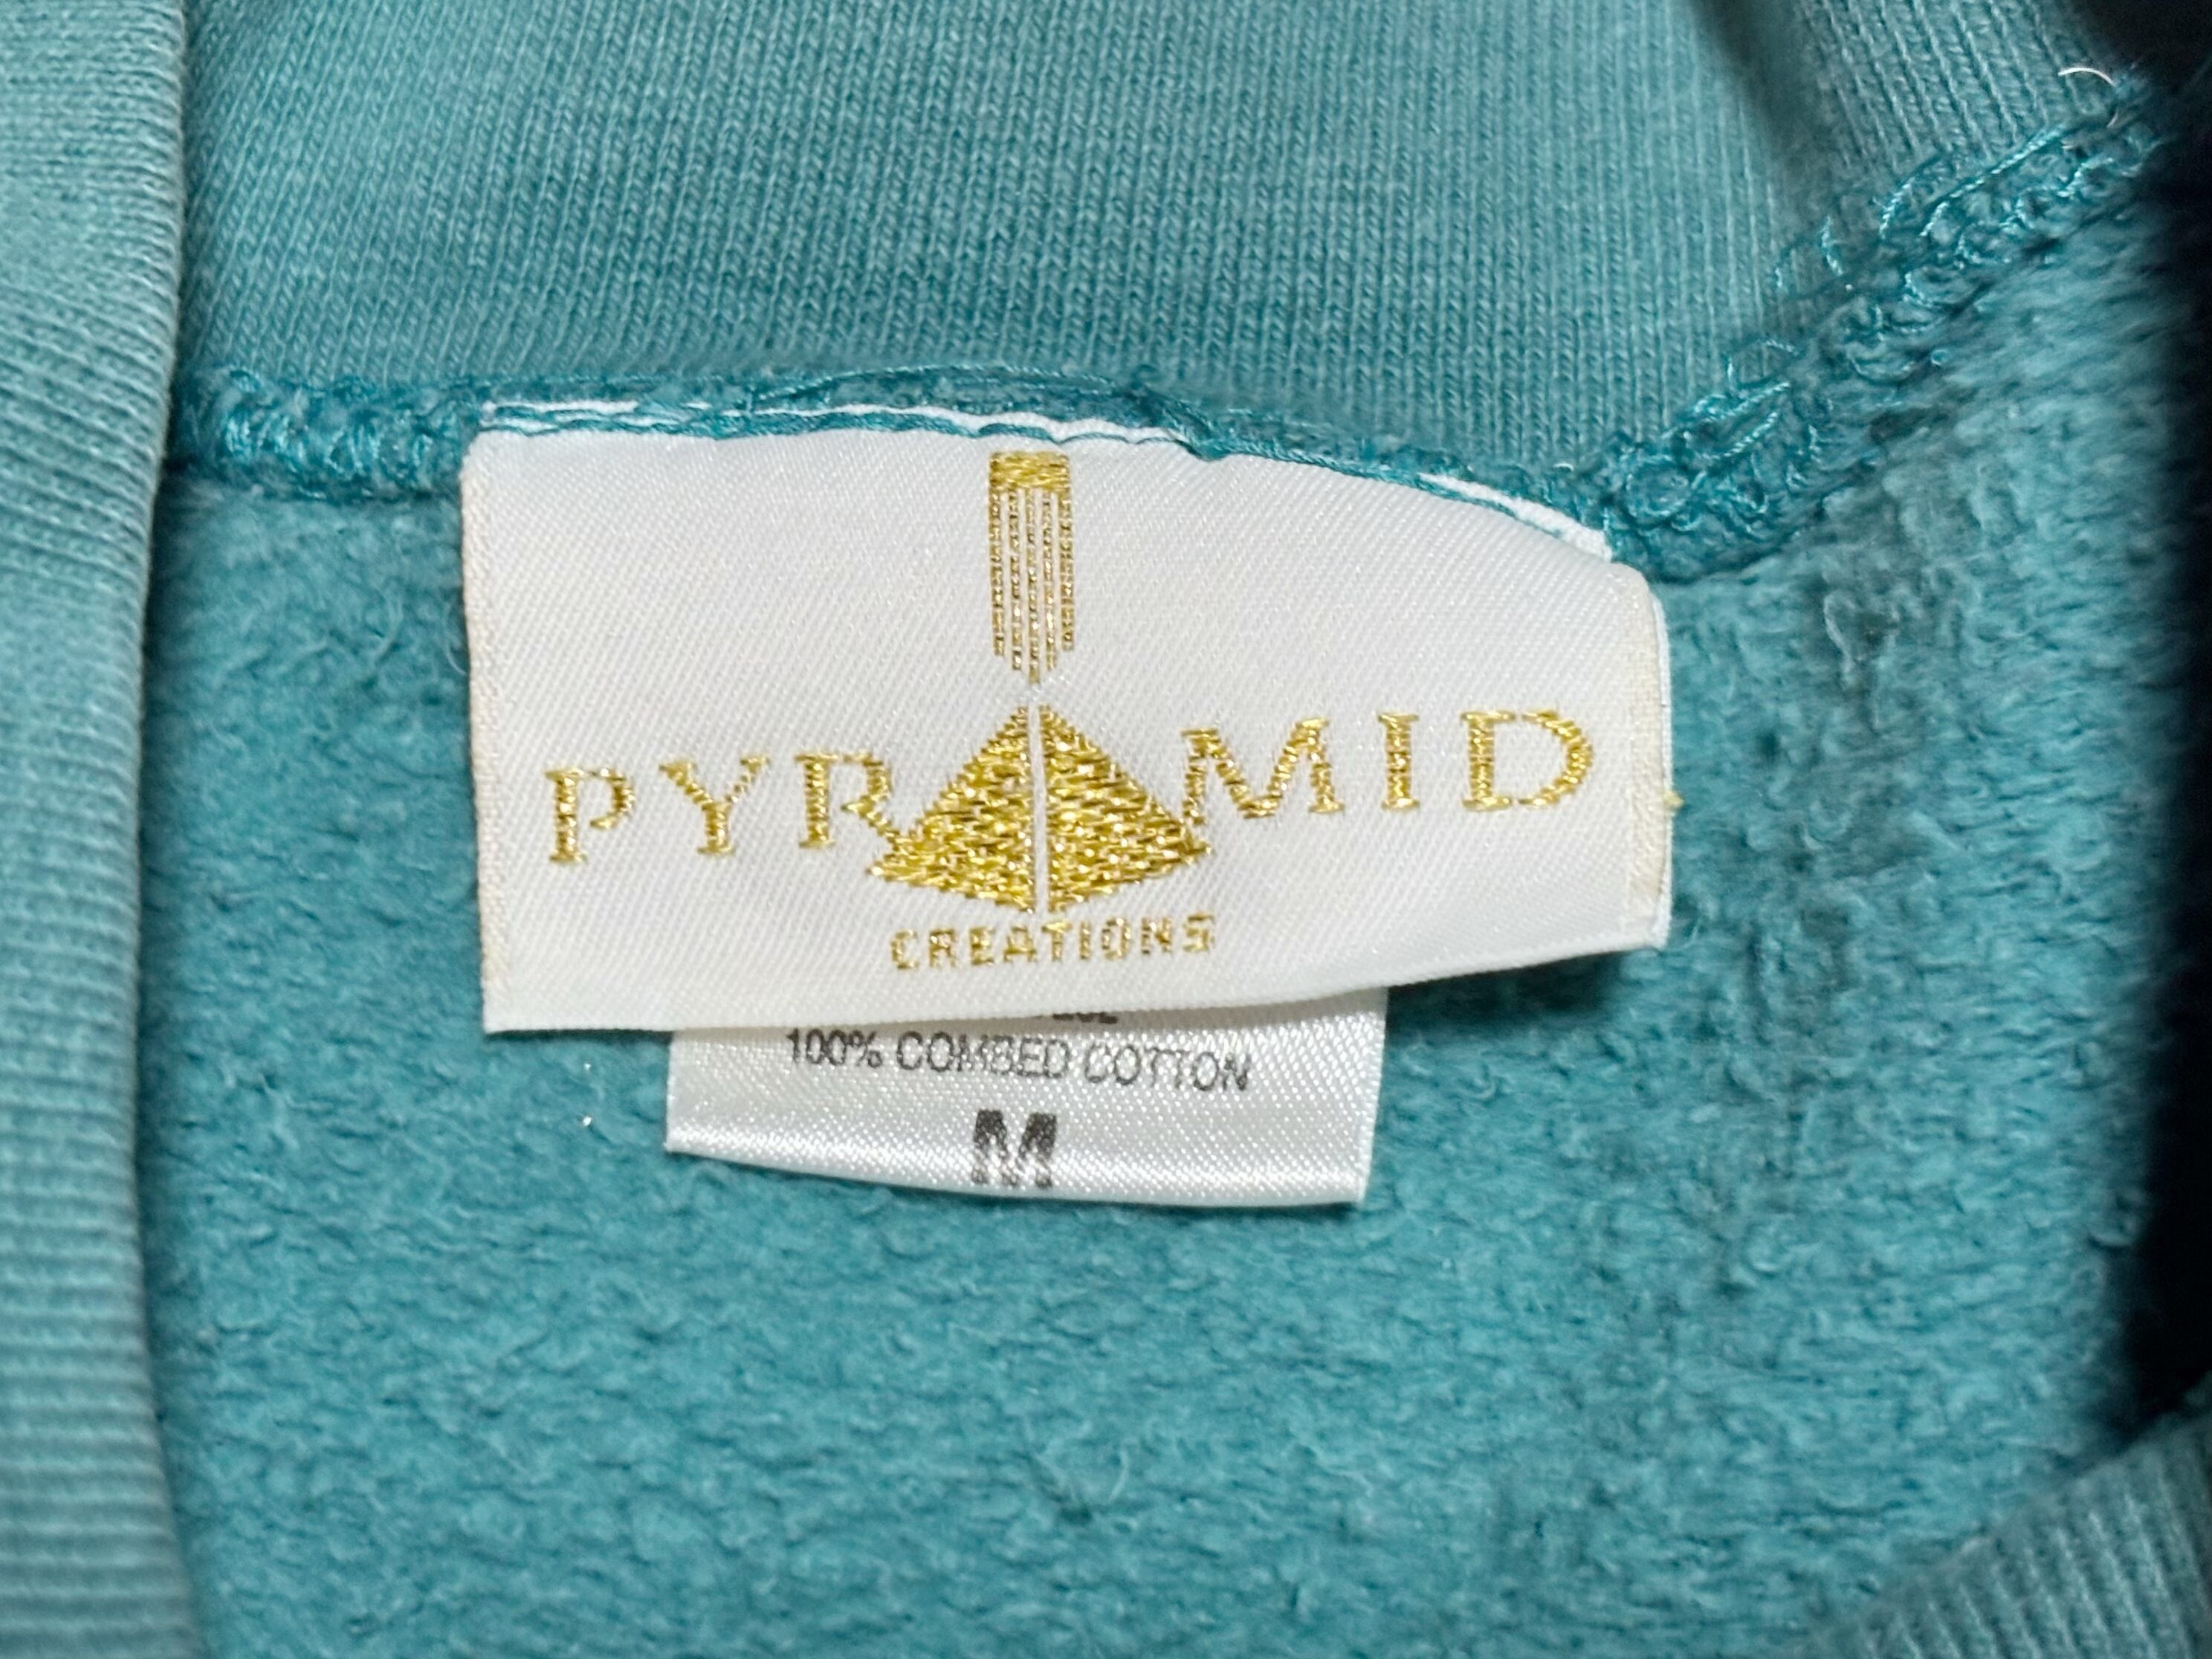 PYRAMID
CREATIONS
100% COMBED COTTON
M